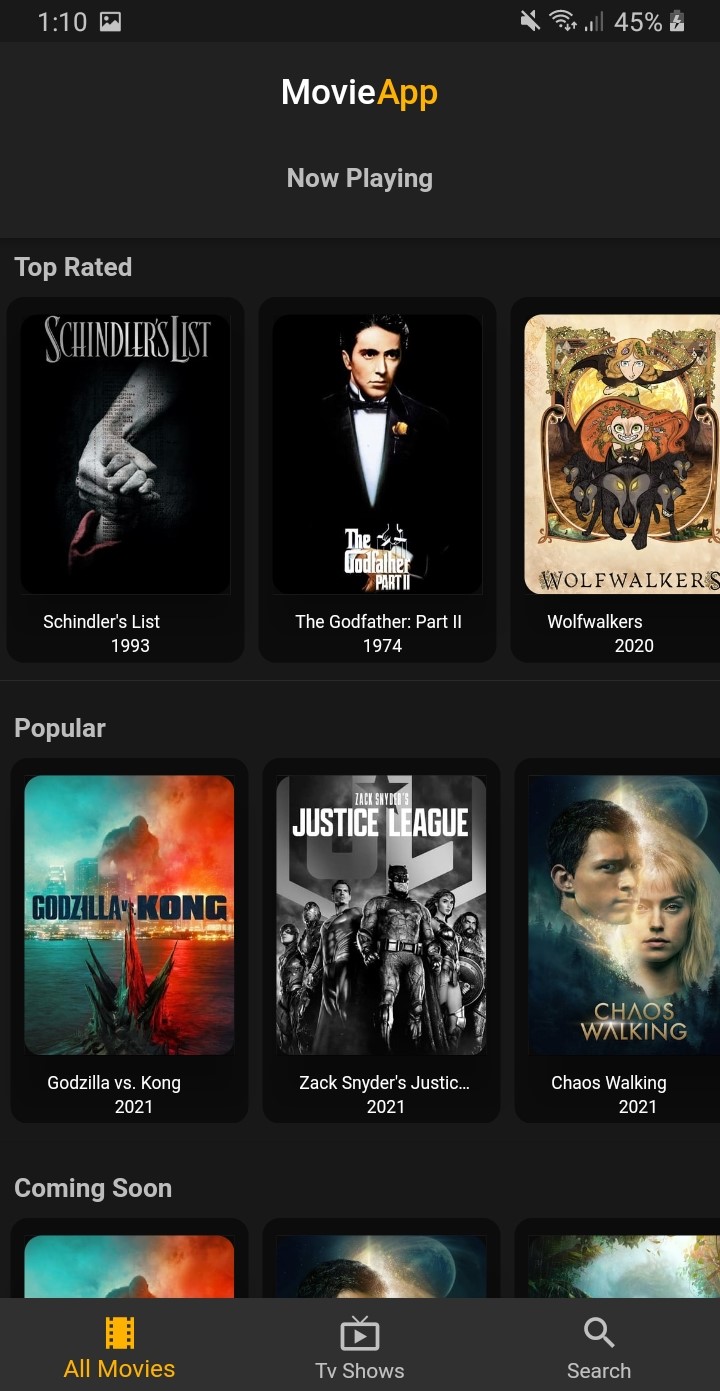 1:10 45%
MovieApp
Now Playing
Top Rated
SCHINDLER'S LIST
The Godfather PART II
WOLFWALKERS
Schindler's List
1993
The Godfather: Part II
1974
Wolfwalkers
2020
Popular
GODZILLA vs. KONG
ZACK SNYDER'S
JUSTICE LEAGUE
CHAOS
WALKING
Godzilla vs. Kong
2021
Zack Snyder's Justic...
2021
Chaos Walking
2021
Coming Soon
All Movies
Tv Shows
Search